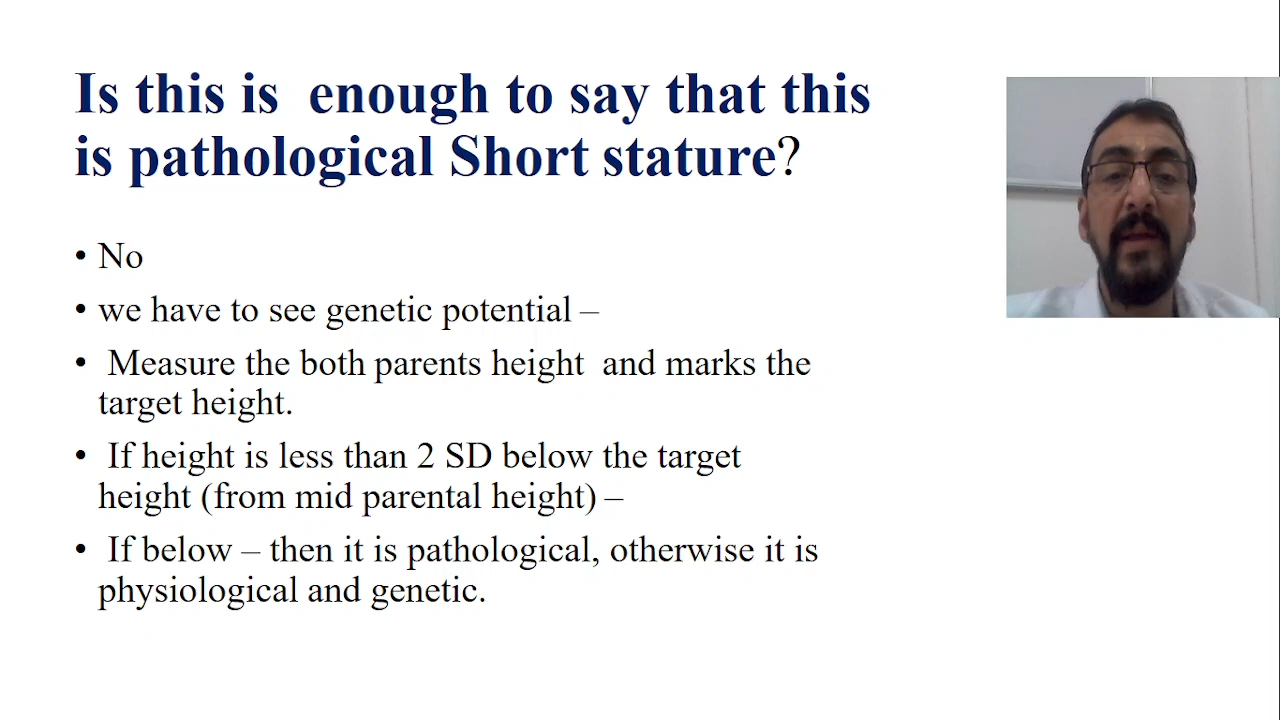 Is this is  enough to say that this
is pathological Short stature?
• No
• we have to see genetic potential –
•  Measure the both parents height  and marks the
target height.
•  If height is less than 2 SD below the target
height (from mid parental height) –
•  If below – then it is pathological, otherwise it is
physiological and genetic.